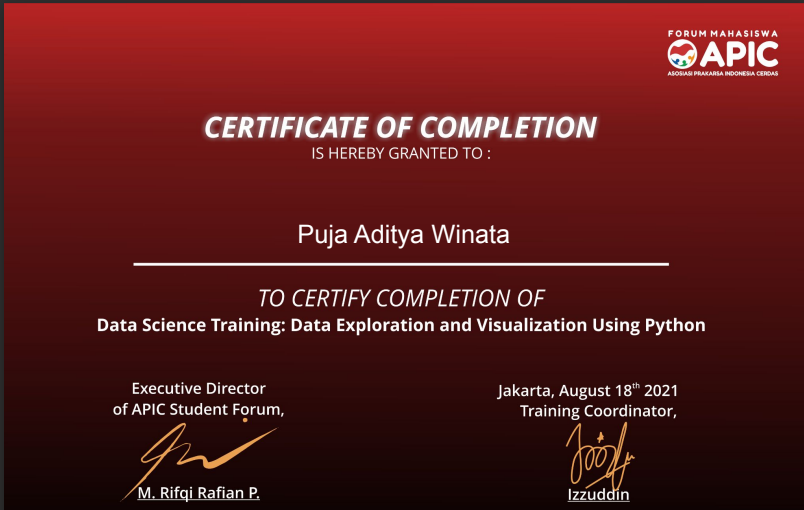 FORUM MAHASISWA
APIC
ASOSIASI PRAKARSA INDONESIA CERDAS
CERTIFICATE OF COMPLETION
IS HEREBY GRANTED TO :
Puja Aditya Winata
TO CERTIFY COMPLETION OF
Data Science Training: Data Exploration and Visualization Using Python
Executive Director
of APIC Student Forum,
M. Rifqi Rafian P.
Jakarta, August 18th 2021
Training Coordinator,
Izzuddin